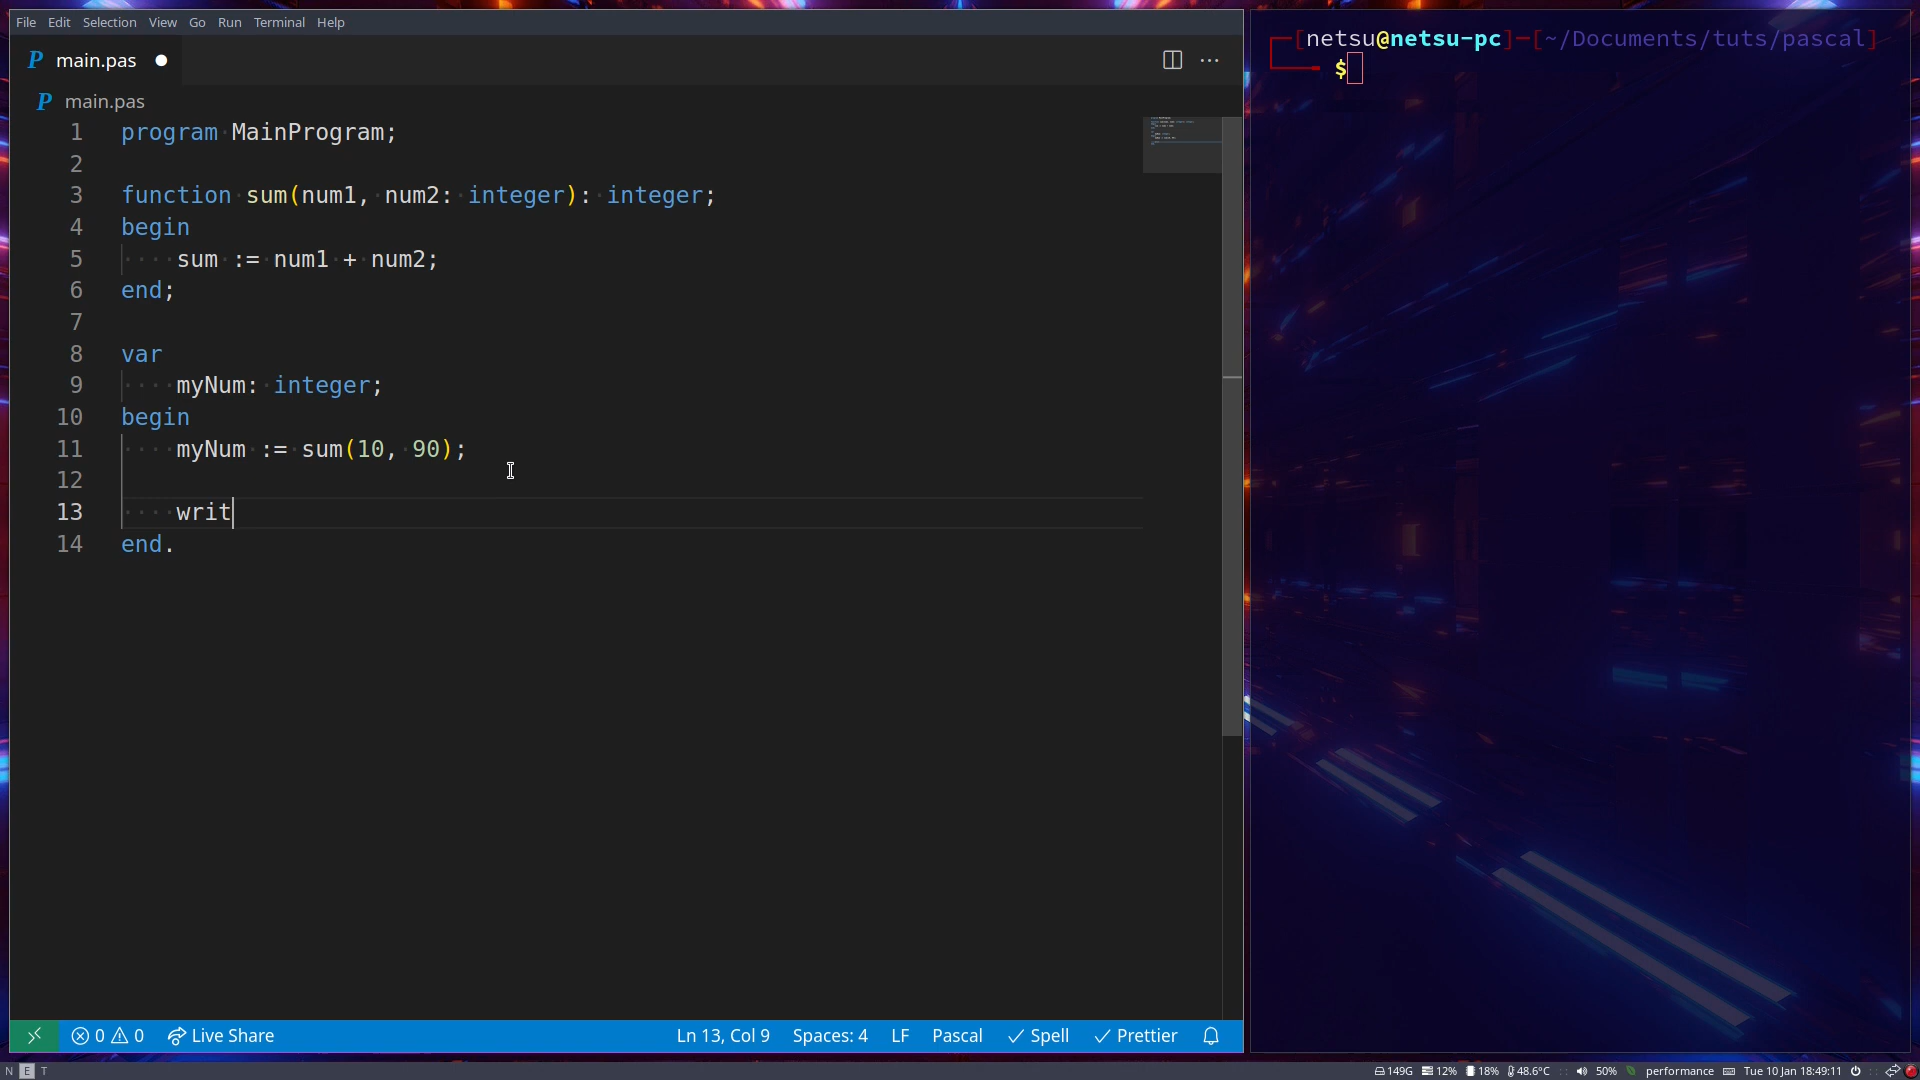 File Edit Selection View Go Run Terminal Help
P main.pas
P main.pas
1 program MainProgram;
2
3 function sum(num1, num2: integer): integer;
4 begin
5 sum := num1 + num2;
6 end;
7
8 var
9 myNum: integer;
10 begin
11 myNum := sum(10, 90);
12
13 writ
14 end.
0 0 Live Share Ln 13, Col 9 Spaces: 4 LF Pascal Spell Prettier
[netsu@netsu-pc]-[~/Documents/tuts/pascal]
$
N E T 149G 12% 18% 48.6°C 50% performance Tue 10 Jan 18:49:11